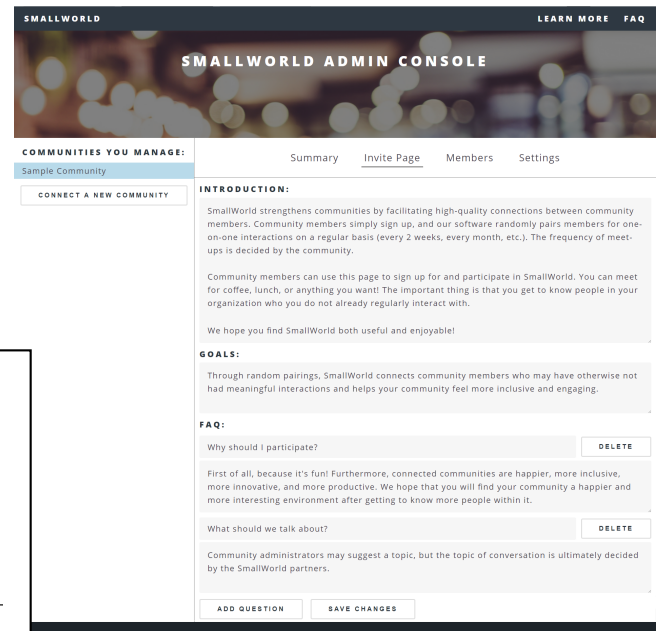 SMALLWORLD
LEARN MORE FAQ
SMALLWORLD ADMIN CONSOLE
COMMUNITIES YOU MANAGE:
Sample Community
CONNECT A NEW COMMUNITY
Summary Invite Page Members Settings
INTRODUCTION:
SmallWorld strengthens communities by facilitating high-quality connections between community
members. Community members simply sign up, and our software randomly pairs members for one-
on-one interactions on a regular basis (every 2 weeks, every month, etc.). The frequency of meet-
ups is decided by the community.
Community members can use this page to sign up for and participate in SmallWorld. You can meet
for coffee, lunch, or anything you want! The important thing is that you get to know people in your
organization who you do not already regularly interact with.
We hope you find SmallWorld both useful and enjoyable!
GOALS:
Through random pairings, SmallWorld connects community members who may have otherwise not
had meaningful interactions and helps your community feel more inclusive and engaging.
FAQ:
Why should I participate?
DELETE
First of all, because it's fun! Furthermore, connected communities are happier, more inclusive,
more innovative, and more productive. We hope that you will find your community a happier and
more interesting environment after getting to know more people within it.
What should we talk about?
DELETE
Community administrators may suggest a topic, but the topic of conversation is ultimately decided
by the SmallWorld partners.
ADD QUESTION SAVE CHANGES